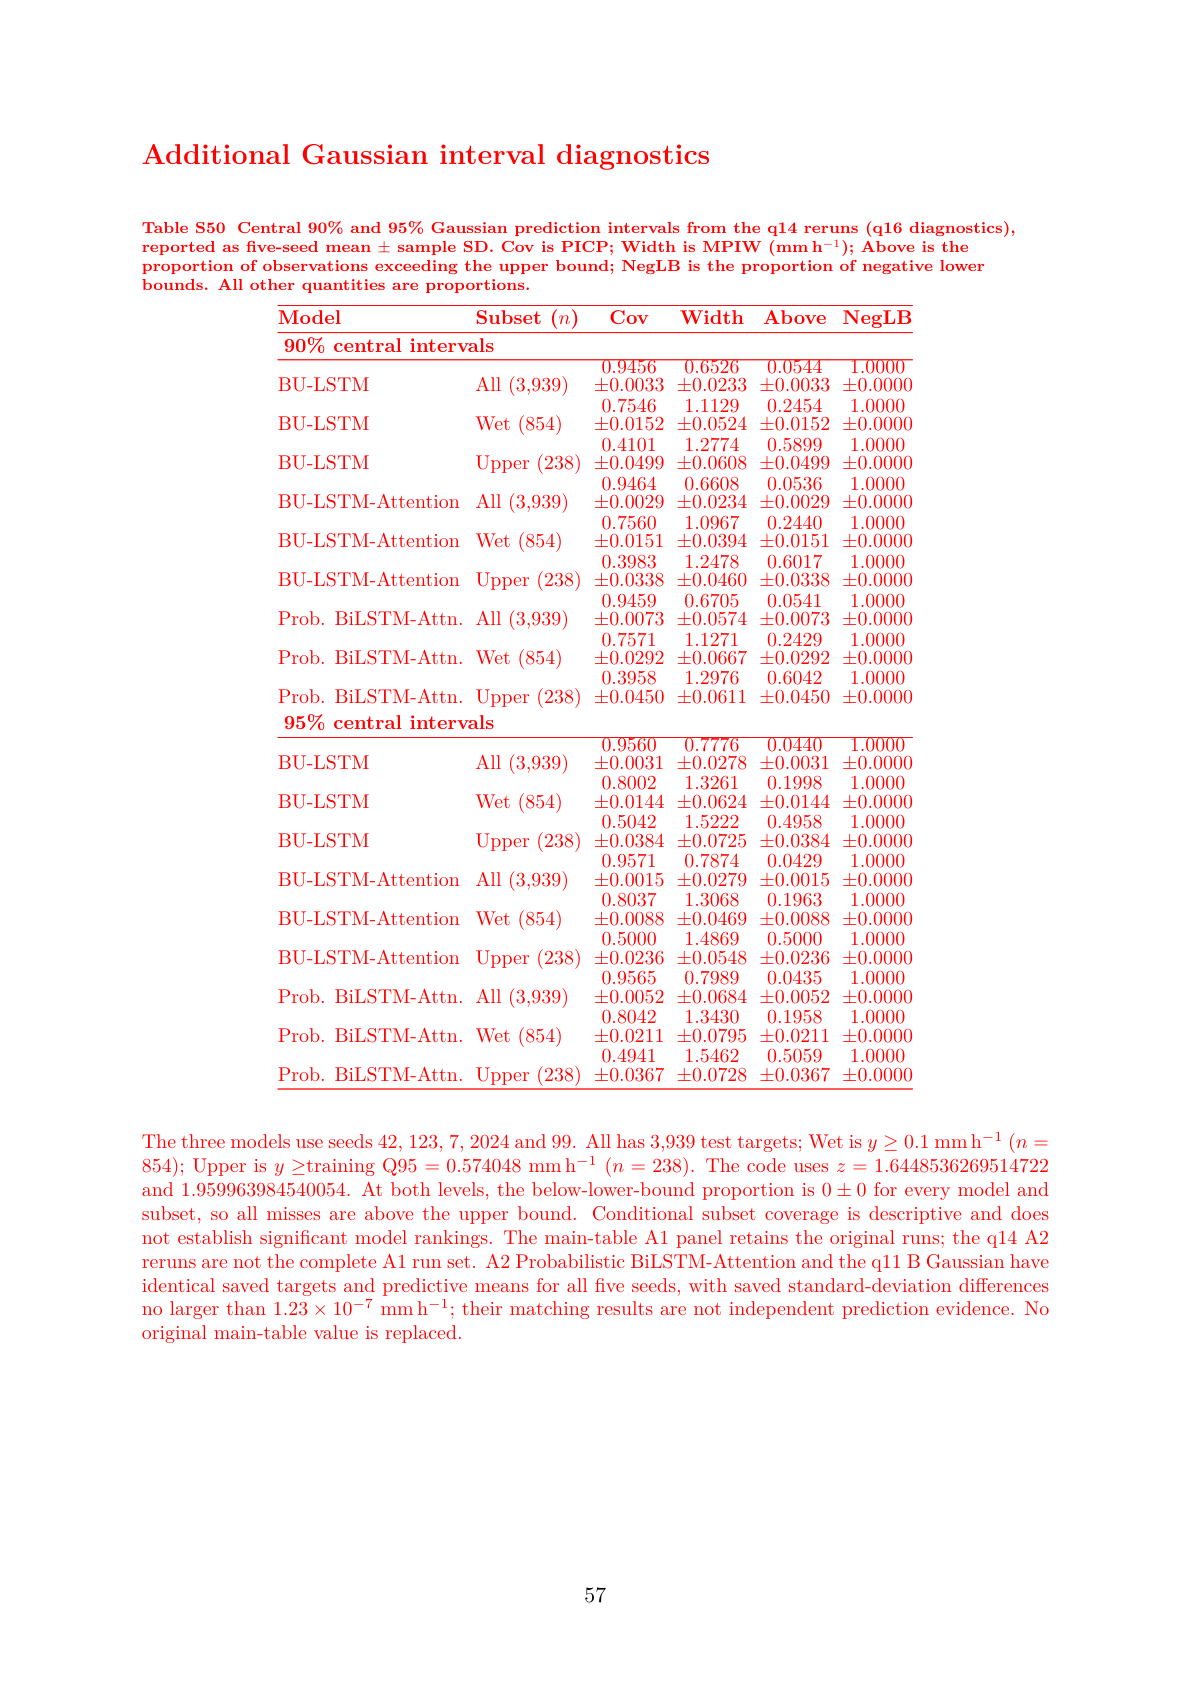 Additional Gaussian interval diagnostics
Table S50 Central 90% and 95% Gaussian prediction intervals from the q14 reruns (q16 diagnostics),
reported as five-seed mean ± sample SD. Cov is PICP; Width is MPIW (mm h⁻¹); Above is the
proportion of observations exceeding the upper bound; NegLB is the proportion of negative lower
bounds. All other quantities are proportions.
Model Subset (n) Cov Width Above NegLB
90% central intervals
0.9456 0.6526 0.0544 1.0000
BU-LSTM All (3,939) ±0.0033 ±0.0233 ±0.0033 ±0.0000
0.7546 1.1129 0.2454 1.0000
BU-LSTM Wet (854) ±0.0152 ±0.0524 ±0.0152 ±0.0000
0.4101 1.2774 0.5899 1.0000
BU-LSTM Upper (238) ±0.0499 ±0.0608 ±0.0499 ±0.0000
0.9464 0.6608 0.0536 1.0000
BU-LSTM-Attention All (3,939) ±0.0029 ±0.0234 ±0.0029 ±0.0000
0.7560 1.0967 0.2440 1.0000
BU-LSTM-Attention Wet (854) ±0.0151 ±0.0394 ±0.0151 ±0.0000
0.3983 1.2478 0.6017 1.0000
BU-LSTM-Attention Upper (238) ±0.0338 ±0.0460 ±0.0338 ±0.0000
0.9459 0.6705 0.0541 1.0000
Prob. BiLSTM-Attn. All (3,939) ±0.0073 ±0.0574 ±0.0073 ±0.0000
0.7571 1.1271 0.2429 1.0000
Prob. BiLSTM-Attn. Wet (854) ±0.0292 ±0.0667 ±0.0292 ±0.0000
0.3958 1.2976 0.6042 1.0000
Prob. BiLSTM-Attn. Upper (238) ±0.0450 ±0.0611 ±0.0450 ±0.0000
95% central intervals
0.9560 0.7776 0.0440 1.0000
BU-LSTM All (3,939) ±0.0031 ±0.0278 ±0.0031 ±0.0000
0.8002 1.3261 0.1998 1.0000
BU-LSTM Wet (854) ±0.0144 ±0.0624 ±0.0144 ±0.0000
0.5042 1.5222 0.4958 1.0000
BU-LSTM Upper (238) ±0.0384 ±0.0725 ±0.0384 ±0.0000
0.9571 0.7874 0.0429 1.0000
BU-LSTM-Attention All (3,939) ±0.0015 ±0.0279 ±0.0015 ±0.0000
0.8037 1.3068 0.1963 1.0000
BU-LSTM-Attention Wet (854) ±0.0088 ±0.0469 ±0.0088 ±0.0000
0.5000 1.4869 0.5000 1.0000
BU-LSTM-Attention Upper (238) ±0.0236 ±0.0548 ±0.0236 ±0.0000
0.9565 0.7989 0.0435 1.0000
Prob. BiLSTM-Attn. All (3,939) ±0.0052 ±0.0684 ±0.0052 ±0.0000
0.8042 1.3430 0.1958 1.0000
Prob. BiLSTM-Attn. Wet (854) ±0.0211 ±0.0795 ±0.0211 ±0.0000
0.4941 1.5462 0.5059 1.0000
Prob. BiLSTM-Attn. Upper (238) ±0.0367 ±0.0728 ±0.0367 ±0.0000
The three models use seeds 42, 123, 7, 2024 and 99. All has 3,939 test targets; Wet is y ≥ 0.1 mm h⁻¹ (n =
854); Upper is y ≥training Q95 = 0.574048 mm h⁻¹ (n = 238). The code uses z = 1.6448536269514722
and 1.959963984540054. At both levels, the below-lower-bound proportion is 0 ± 0 for every model and
subset, so all misses are above the upper bound. Conditional subset coverage is descriptive and does
not establish significant model rankings. The main-table A1 panel retains the original runs; the q14 A2
reruns are not the complete A1 run set. A2 Probabilistic BiLSTM-Attention and the q11 B Gaussian have
identical saved targets and predictive means for all five seeds, with saved standard-deviation differences
no larger than 1.23 × 10⁻⁷ mm h⁻¹; their matching results are not independent prediction evidence. No
original main-table value is replaced.
57